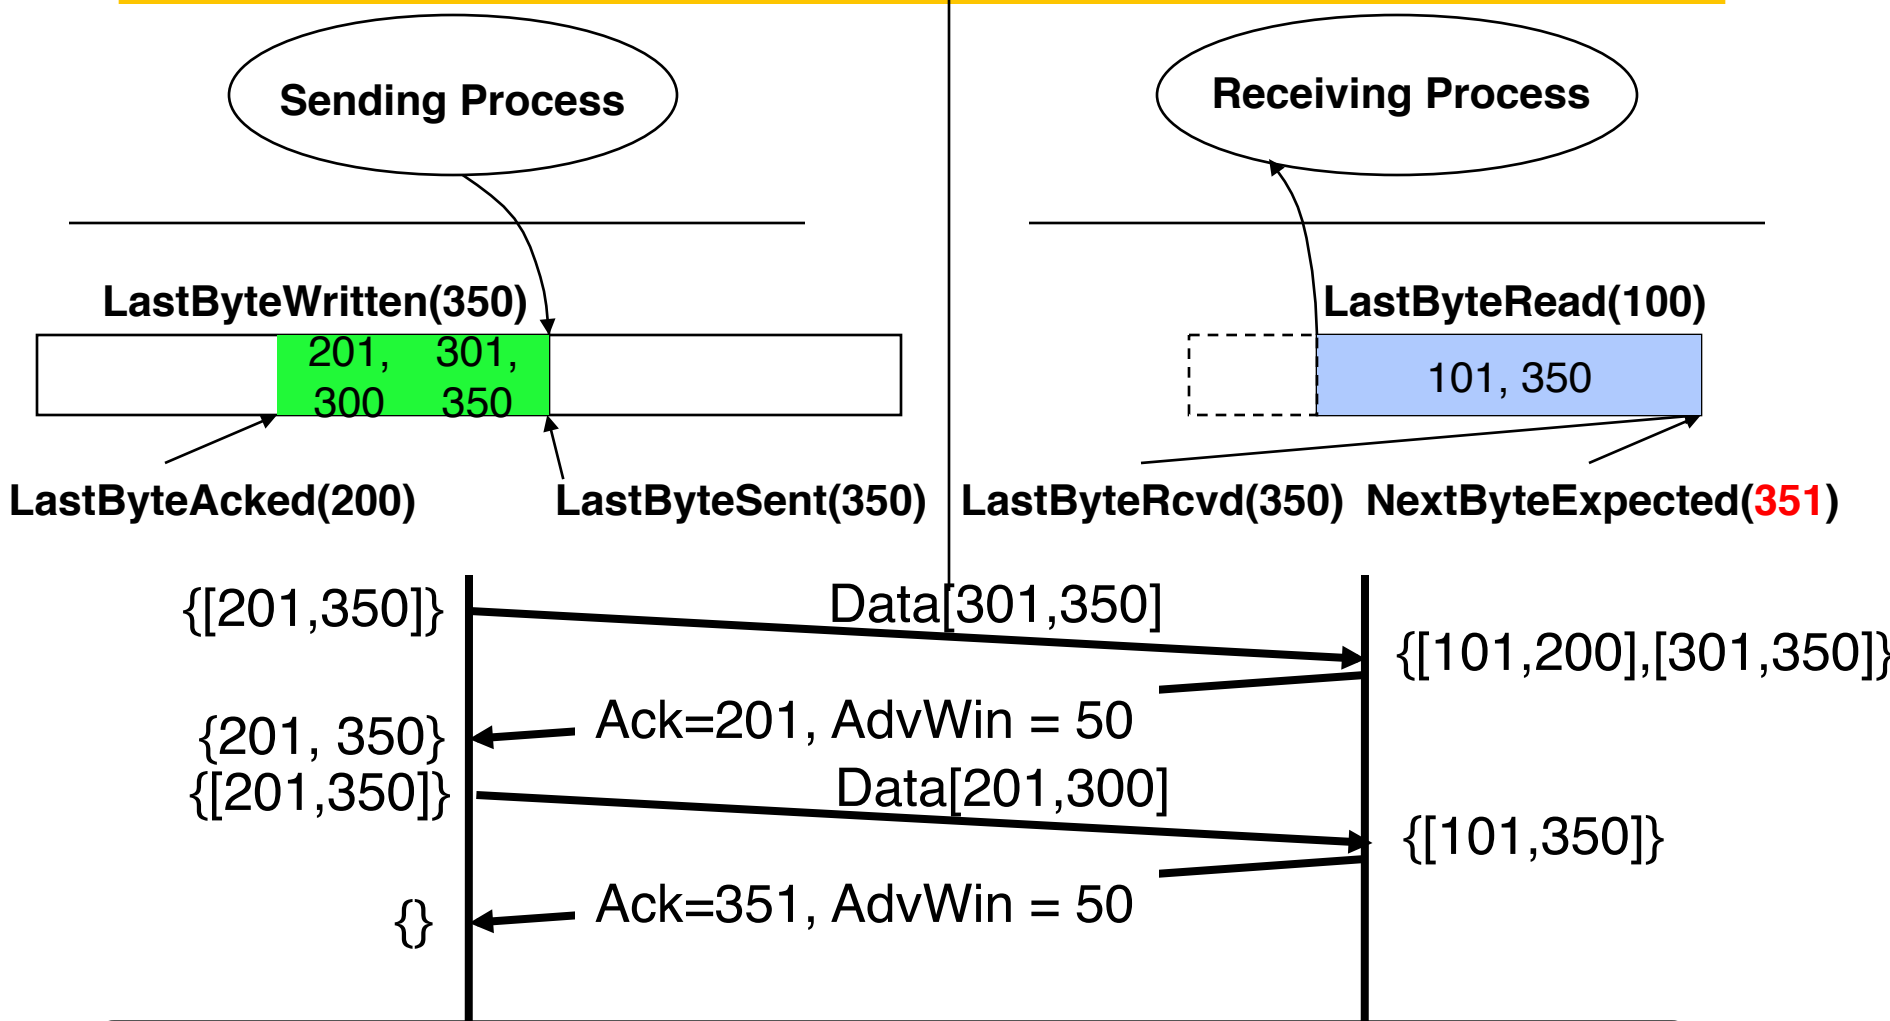 Sending Process
Receiving Process
LastByteWritten(350)
LastByteRead(100)
201, 301,
300 350
101, 350
LastByteAcked(200)
LastByteSent(350)
LastByteRcvd(350)
NextByteExpected(351)
{[201,350]}
Data[301,350]
{[101,200],[301,350]}
Ack=201, AdvWin = 50
{201, 350}
{[201,350]}
Data[201,300]
{[101,350]}
Ack=351, AdvWin = 50
{}